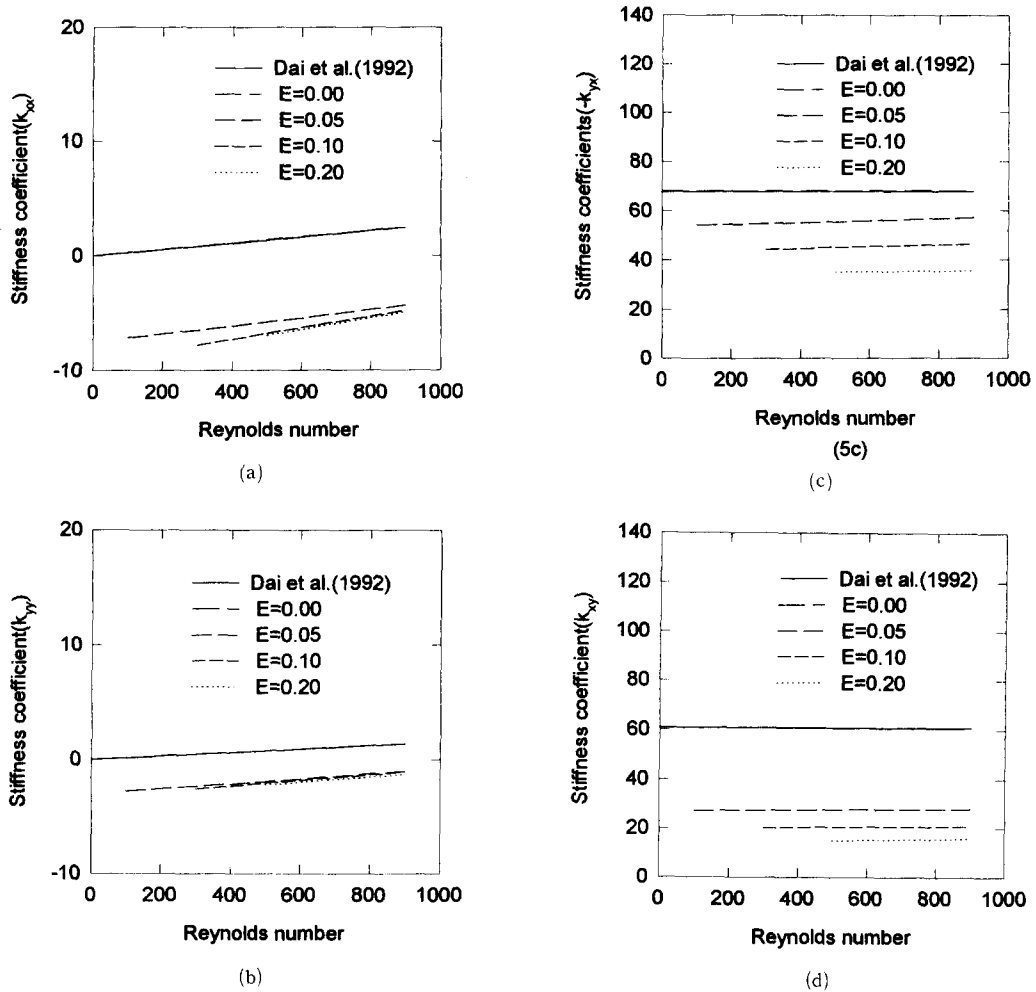 20
10
0
-10
Stiffness coefficient(kxx)
Dai et al.(1992)
E=0.00
E=0.05
E=0.10
E=0.20
0 200 400 600 800 1000
Reynolds number
(a)
20
10
0
-10
Stiffness coefficient(kyy)
Dai et al.(1992)
E=0.00
E=0.05
E=0.10
E=0.20
0 200 400 600 800 1000
Reynolds number
(b)
140
120
100
80
60
40
20
0
Stiffness coefficients(-kyx)
Dai et al.(1992)
E=0.00
E=0.05
E=0.10
E=0.20
0 200 400 600 800 1000
Reynolds number
(5c)
(c)
140
120
100
80
60
40
20
0
Stiffness coefficient(kxy)
Dai et al.(1992)
E=0.00
E=0.05
E=0.10
E=0.20
0 200 400 600 800 1000
Reynolds number
(d)